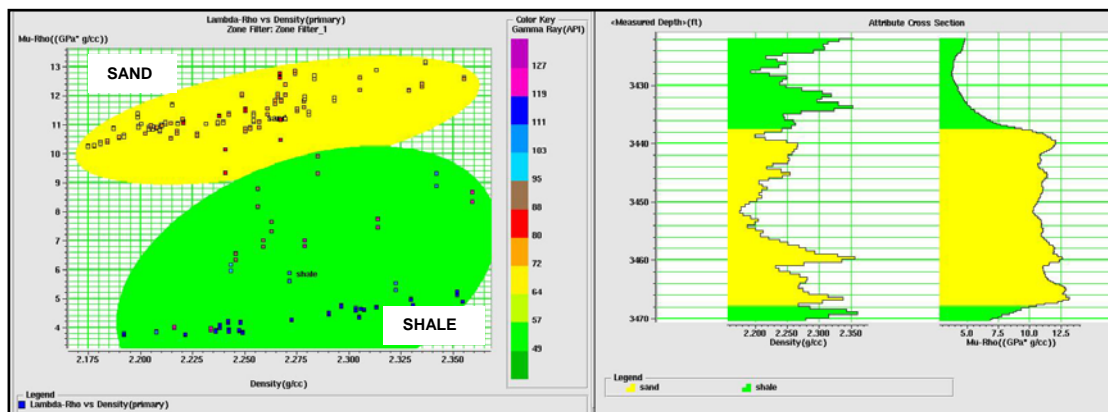 Lambda-Rho vs Density(primary)
Zone Filter: Zone Filter_1
Mu-Rho((GPa* g/cc))
SAND
13
12
11
10
9
8
7
6
5
4
sand
shale
SHALE
2.175
2.200
2.225
2.250
2.275
2.300
2.325
2.350
Density(g/cc)
Legend
Lambda-Rho vs Density(primary)
Color Key
Gamma Ray(API)
127
119
111
103
95
88
80
72
64
57
49
<Measured Depth>(ft)
Attribute Cross Section
3430
3440
3450
3460
3470
2.200
2.250
2.300
2.350
Density(g/cc)
5.0
7.5
10.0
12.5
Mu-Rho((GPa* g/cc))
Legend
sand
shale